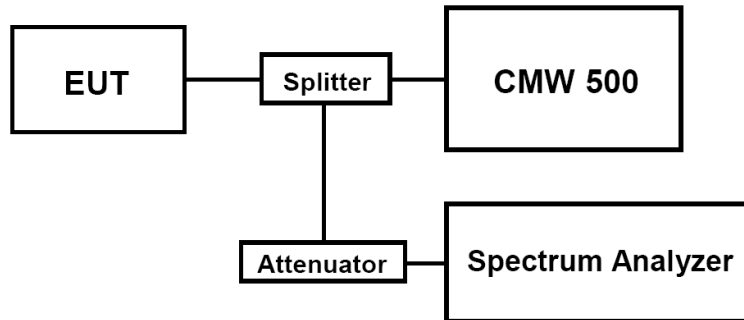 EUT
Splitter
CMW 500
Attenuator
Spectrum Analyzer